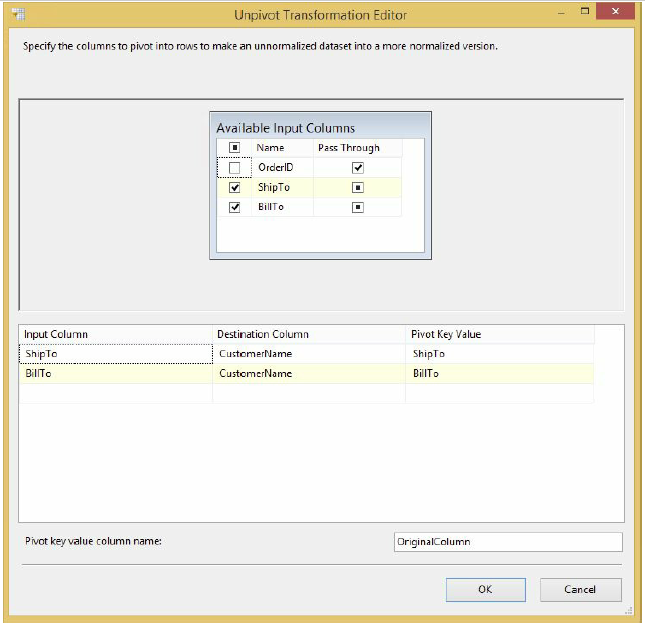 Unpivot Transformation Editor
Specify the columns to pivot into rows to make an unnormalized dataset into a more normalized version.
Available Input Columns
Name Pass Through
OrderID
ShipTo
BillTo
Input Column Destination Column Pivot Key Value
ShipTo CustomerName ShipTo
BillTo CustomerName BillTo
Pivot key value column name: OriginalColumn
OK Cancel